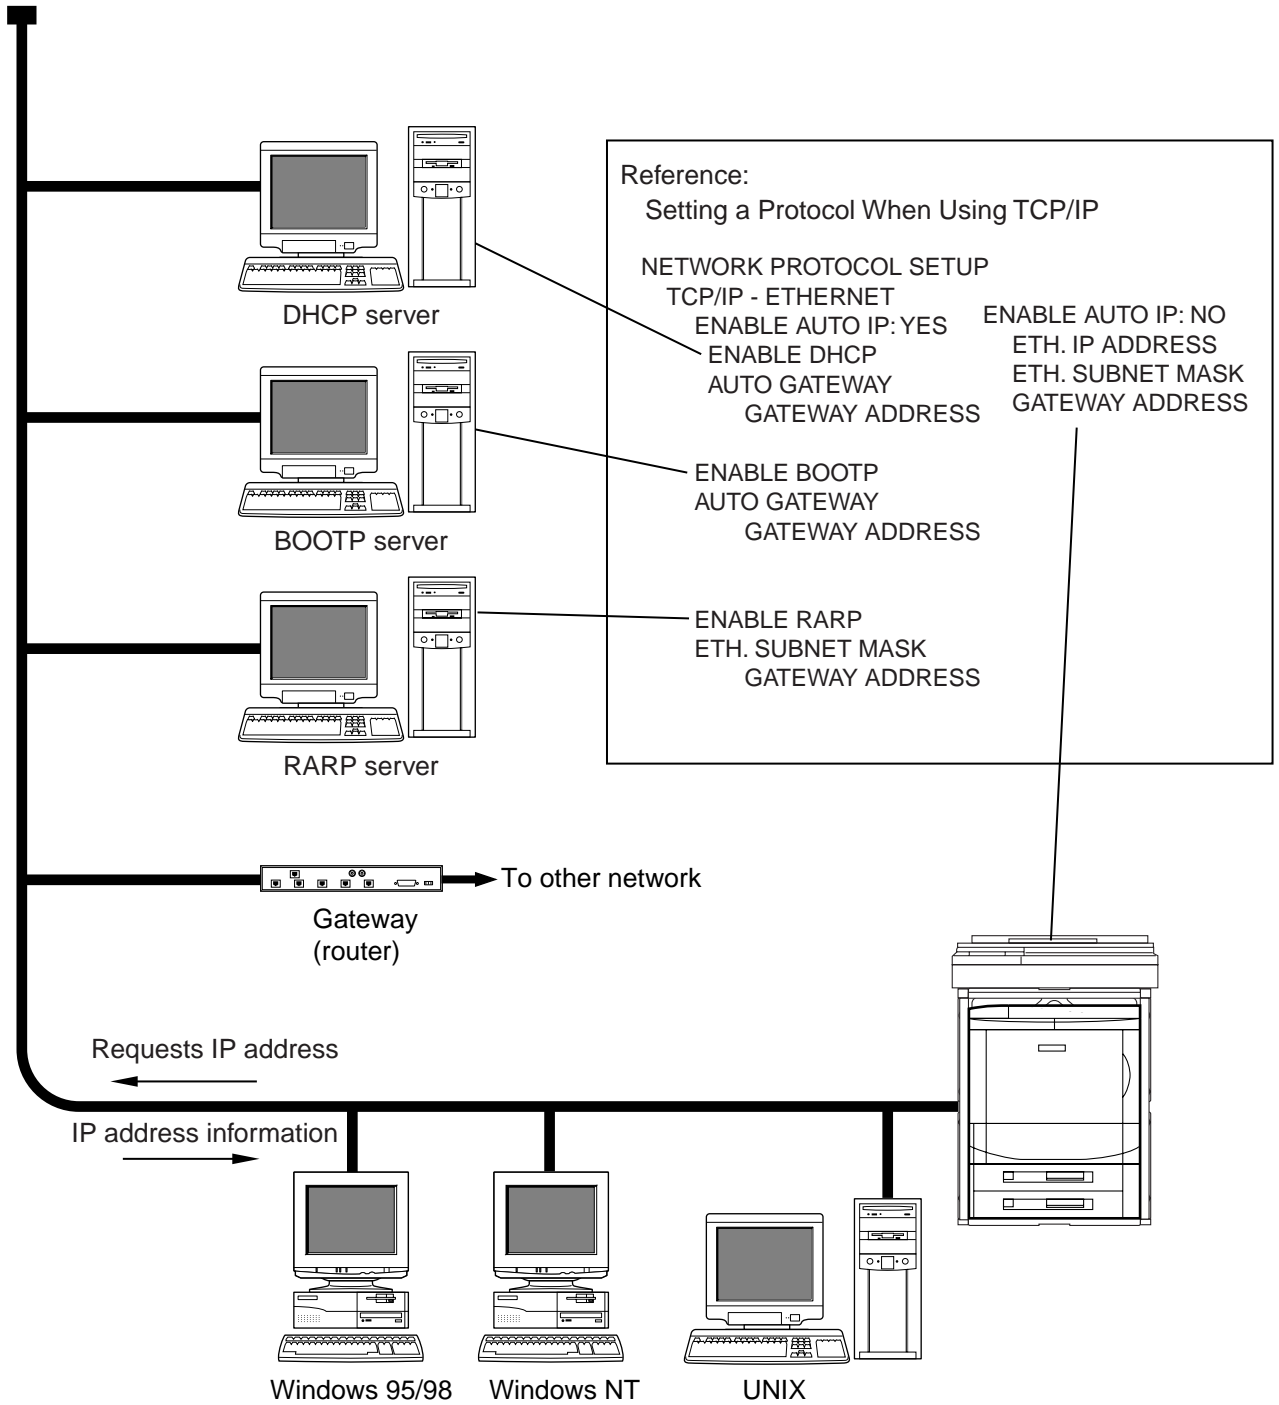 Reference:
Setting a Protocol When Using TCP/IP
NETWORK PROTOCOL SETUP
TCP/IP - ETHERNET
ENABLE AUTO IP: YES
ENABLE DHCP
AUTO GATEWAY
GATEWAY ADDRESS
ENABLE BOOTP
AUTO GATEWAY
GATEWAY ADDRESS
ENABLE RARP
ETH. SUBNET MASK
GATEWAY ADDRESS
ENABLE AUTO IP: NO
ETH. IP ADDRESS
ETH. SUBNET MASK
GATEWAY ADDRESS
DHCP server
BOOTP server
RARP server
To other network
Gateway
(router)
Requests IP address
IP address information
Windows 95/98
Windows NT
UNIX